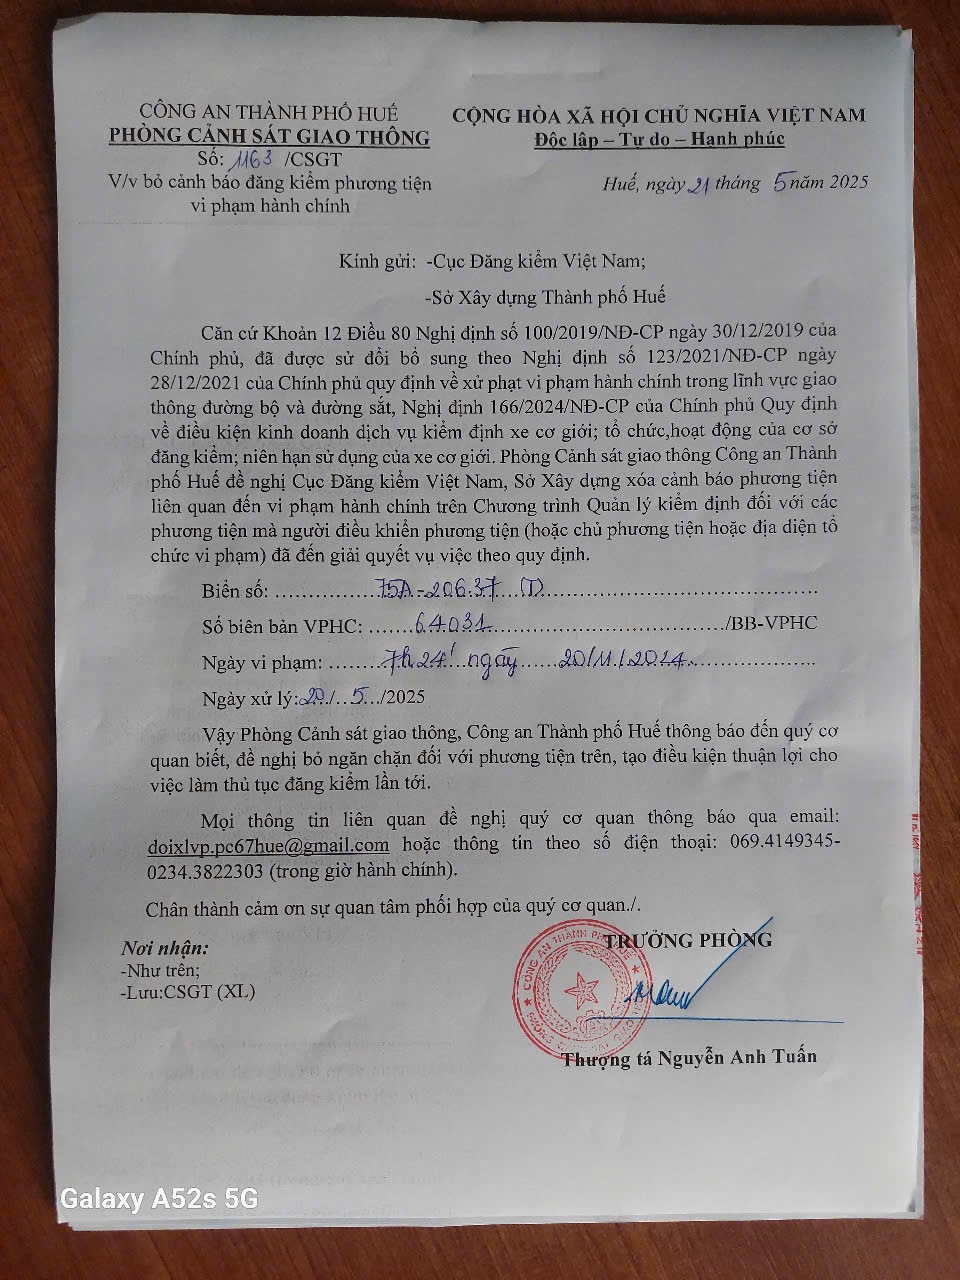 CÔNG AN THÀNH PHỐ HUẾ
PHÒNG CẢNH SÁT GIAO THÔNG
Số: 1163 /CSGT
V/v bỏ cảnh báo đăng kiểm phương tiện
vi phạm hành chính
CỘNG HÒA XÃ HỘI CHỦ NGHĨA VIỆT NAM
Độc lập – Tự do – Hạnh phúc
Huế, ngày 21 tháng 5 năm 2025
Kính gửi: -Cục Đăng kiểm Việt Nam;
-Sở Xây dựng Thành phố Huế
Căn cứ Khoản 12 Điều 80 Nghị định số 100/2019/NĐ-CP ngày 30/12/2019 của
Chính phủ, đã được sử đổi bổ sung theo Nghị định số 123/2021/NĐ-CP ngày
28/12/2021 của Chính phủ quy định về xử phạt vi phạm hành chính trong lĩnh vực giao
thông đường bộ và đường sắt, Nghị định 166/2024/NĐ-CP của Chính phủ Quy định
về điều kiện kinh doanh dịch vụ kiểm định xe cơ giới; tổ chức,hoạt động của cơ sở
đăng kiểm; niên hạn sử dụng của xe cơ giới. Phòng Cảnh sát giao thông Công an Thành
phố Huế đề nghị Cục Đăng kiểm Việt Nam, Sở Xây dựng xóa cảnh báo phương tiện
liên quan đến vi phạm hành chính trên Chương trình Quản lý kiểm định đối với các
phương tiện mà người điều khiển phương tiện (hoặc chủ phương tiện hoặc địa diện tổ
chức vi phạm) đã đến giải quyết vụ việc theo quy định.
Biển số: ......75A-206.37 (T)......
Số biên bản VPHC: ......64031....../BB-VPHC
Ngày vi phạm: ......7h24' ngày......20/11/2024......
Ngày xử lý:20./..5.../2025
Vậy Phòng Cảnh sát giao thông, Công an Thành phố Huế thông báo đến quý cơ
quan biết, đề nghị bỏ ngăn chặn đối với phương tiện trên, tạo điều kiện thuận lợi cho
việc làm thủ tục đăng kiểm lần tới.
Mọi thông tin liên quan đề nghị quý cơ quan thông báo qua email:
doixlvp.pc67hue@gmail.com hoặc thông tin theo số điện thoại: 069.4149345-
0234.3822303 (trong giờ hành chính).
Chân thành cảm ơn sự quan tâm phối hợp của quý cơ quan./.
Nơi nhận:
-Như trên;
-Lưu:CSGT (XL)
TRƯỞNG PHÒNG
CÔNG AN THÀNH PHỐ HUẾ
Thượng tá Nguyễn Anh Tuấn
Galaxy A52s 5G